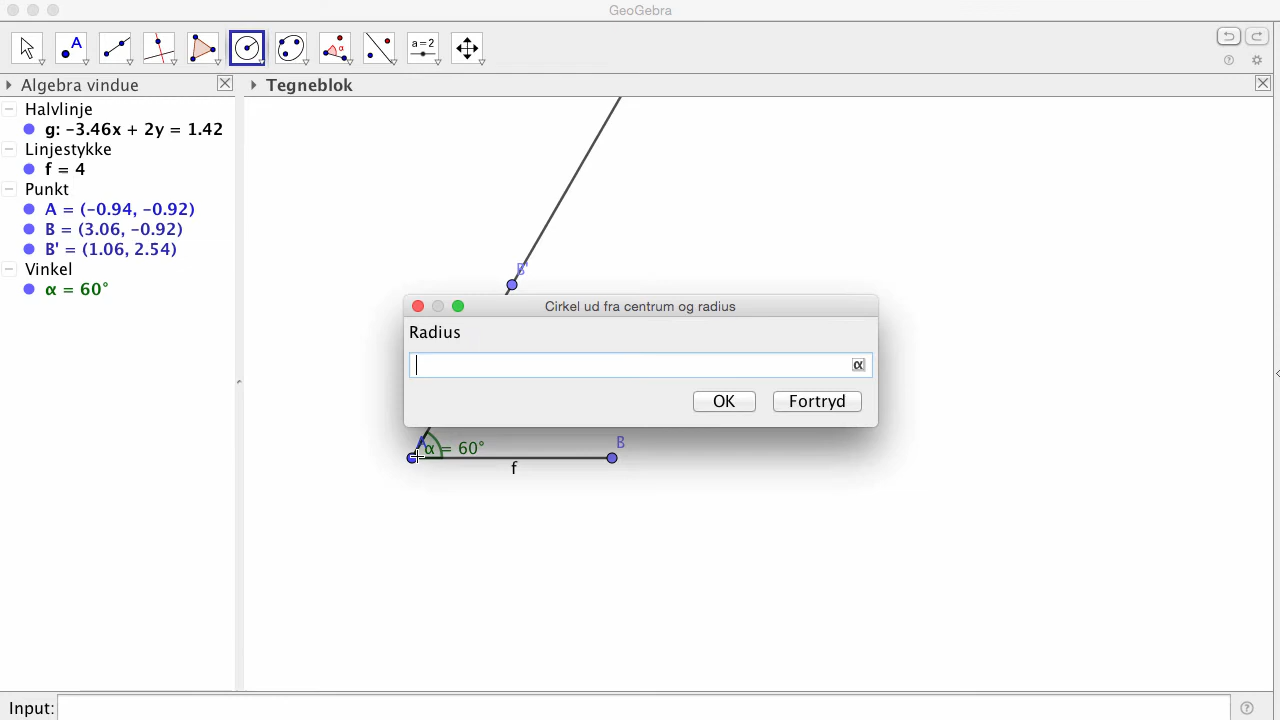 GeoGebra
A
α
a=2
Algebra vindue
Tegneblok
Halvlinje
g: -3.46x + 2y = 1.42
Linjestykke
f = 4
Punkt
A = (-0.94, -0.92)
B = (3.06, -0.92)
B' = (1.06, 2.54)
Vinkel
α = 60°
B'
Cirkel ud fra centrum og radius
Radius
α
OK
Fortryd
A
α = 60°
B
f
Input: